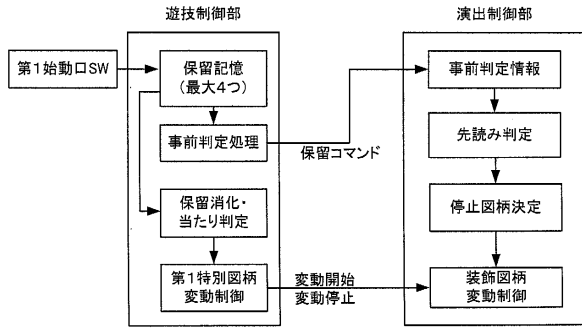 遊技制御部
演出制御部
第1始動口SW
保留記憶
(最大4つ)
事前判定処理
保留コマンド
事前判定情報
先読み判定
保留消化・
当たり判定
停止図柄決定
第1特別図柄
変動制御
変動開始
変動停止
装飾図柄
変動制御